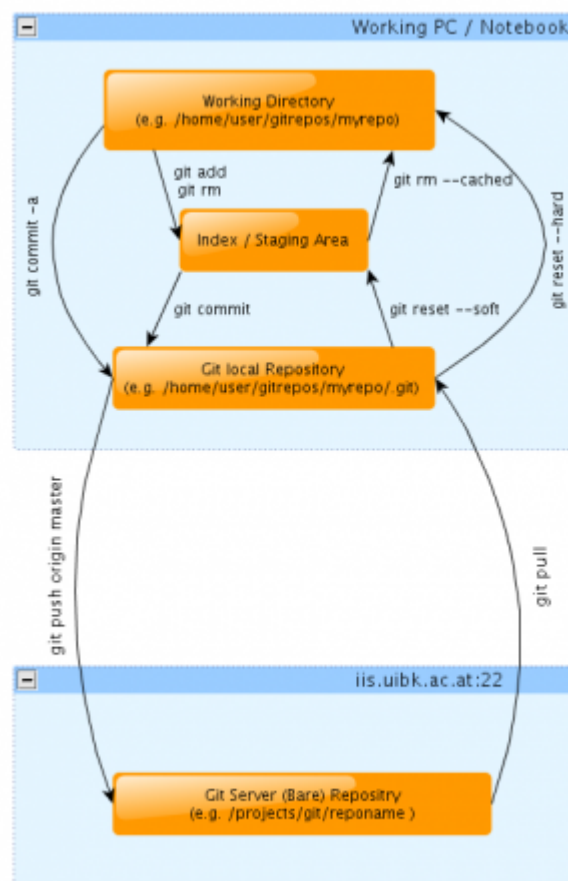 Working PC / Notebook
Working Directory
(e.g. /home/user/gitrepos/myrepo)
git add
git rm
git rm --cached
git commit -a
git reset --hard
Index / Staging Area
git commit
git reset --soft
Git local Repository
(e.g. /home/user/gitrepos/myrepo/.git)
git push origin master
git pull
iis.uibk.ac.at:22
Git Server (Bare) Repositry
(e.g. /projects/git/reponame )